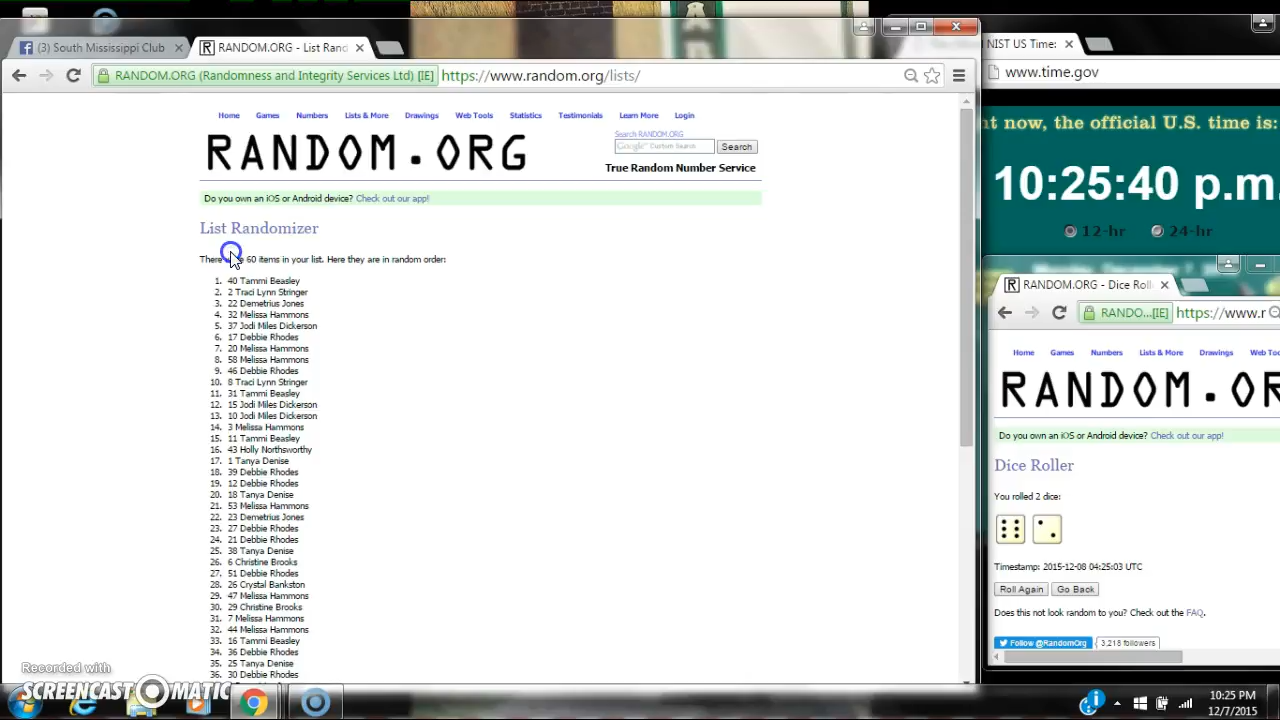 (3) South Mississippi Club
RANDOM.ORG - List Rand
RANDOM.ORG (Randomness and Integrity Services Ltd) [IE] https://www.random.org/lists/
Home Games Numbers Lists & More Drawings Web Tools Statistics Testimonials Learn More Login
RANDOM.ORG
Search RANDOM.ORG
Google™ Custom Search Search
True Random Number Service
Do you own an iOS or Android device? Check out our app!
List Randomizer
There 60 items in your list. Here they are in random order:
1. 40 Tammi Beasley
2. 2 Traci Lynn Stringer
3. 22 Demetrius Jones
4. 32 Melissa Hammons
5. 37 Jodi Miles Dickerson
6. 17 Debbie Rhodes
7. 20 Melissa Hammons
8. 58 Melissa Hammons
9. 46 Debbie Rhodes
10. 8 Traci Lynn Stringer
11. 31 Tammi Beasley
12. 15 Jodi Miles Dickerson
13. 10 Jodi Miles Dickerson
14. 3 Melissa Hammons
15. 11 Tammi Beasley
16. 43 Holly Northsworthy
17. 1 Tanya Denise
18. 39 Debbie Rhodes
19. 12 Debbie Rhodes
20. 18 Tanya Denise
21. 53 Melissa Hammons
22. 23 Demetrius Jones
23. 27 Debbie Rhodes
24. 21 Debbie Rhodes
25. 38 Tanya Denise
26. 6 Christine Brooks
27. 51 Debbie Rhodes
28. 26 Crystal Bankston
29. 47 Melissa Hammons
30. 29 Christine Brooks
31. 7 Melissa Hammons
32. 44 Melissa Hammons
33. 16 Tammi Beasley
34. 36 Debbie Rhodes
35. 25 Tanya Denise
36. 30 Debbie Rhodes
NIST US Time:
www.time.gov
nt now, the official U.S. time is:
10:25:40 p.m.
12-hr 24-hr
RANDOM.ORG - Dice Roll
RANDO...[IE] https://www.r
Home Games Numbers Lists & More Drawings Web Too
RANDOM.OR
Do you own an iOS or Android device? Check out our app!
Dice Roller
You rolled 2 dice:
Timestamp: 2015-12-08 04:25:03 UTC
Roll Again Go Back
Does this not look random to you? Check out the FAQ.
Follow @RandomOrg 3,218 followers
Recorded with
SCREENCAST-O-MATIC
10:25 PM
12/7/2015